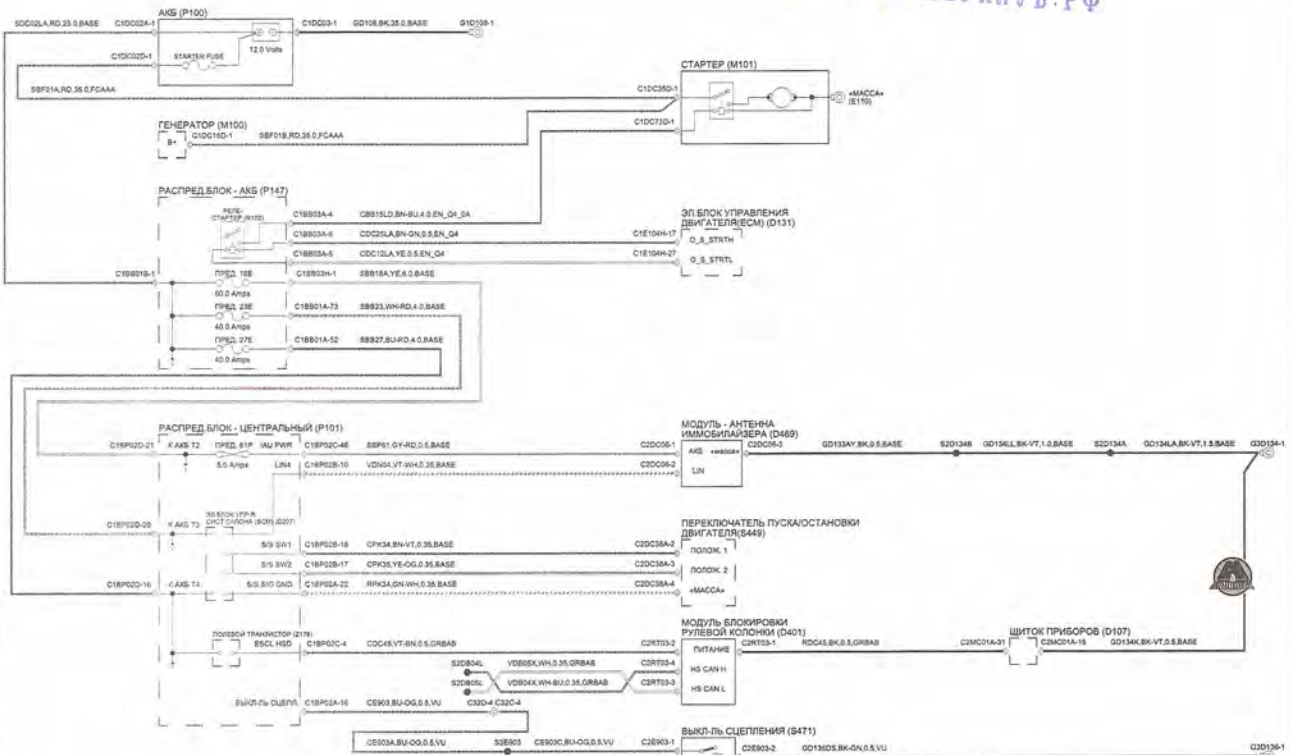 АКБ (P100)
SDC02LA,RD,25.0,BASE C1DC02A-1
C1DC03-1 GD108,BK,35.0,BASE G1D108-1
12.0 Volts
C1DC02D-1 STARTER FUSE
SBF01A,RD,35.0,FCAAA
СТАРТЕР (M101)
C1DC35D-1
«МАССА»
(E110)
C1DC73D-1
ГЕНЕРАТОР (M100)
B+ C1DC16D-1 SBF01B,RD,35.0,FCAAA
РАСПРЕД.БЛОК - АКБ (P147)
РЕЛЕ-
СТАРТЕР (R102)
C1BB03A-4 CBB15LD,BN-BU,4.0,EN_Q4_0A
C1BB03A-6 CDC25LA,BN-GN,0.5,EN_Q4
C1BB03A-5 CDC12LA,YE,0.5,EN_Q4
ЭЛ.БЛОК УПРАВЛЕНИЯ
ДВИГАТЕЛЯ(ECM) (D131)
C1E104H-17 O_S_STRTH
C1E104H-27 O_S_STRTL
C1BB01B-1 ПРЕД. 18E C1BB03H-1 SBB18A,YE,6.0,BASE
60.0 Amps
ПРЕД. 23E C1BB01A-73 SBB23,WH-RD,4.0,BASE
40.0 Amps
ПРЕД. 27E C1BB01A-52 SBB27,BU-RD,4.0,BASE
40.0 Amps
РАСПРЕД.БЛОК - ЦЕНТРАЛЬНЫЙ (P101)
C1BP02D-21 К АКБ T2 ПРЕД. 61P IAU PWR C1BP02C-46 SBP61,GY-RD,0.5,BASE
5.0 Amps LIN4 C1BP02B-10 VDN04,VT-WH,0.35,BASE
МОДУЛЬ - АНТЕННА
ИММОБИЛАЙЗЕРА (D469)
C2DC06-1 АКБ «МАССА» C2DC06-3 GD133AY,BK,0.5,BASE S2D134B GD134LL,BK-VT,1.0,BASE S2D134A GD134LA,BK-VT,1.5,BASE G3D134-1
C2DC06-2 LIN
ЭЛ.БЛОК УПР-Я
СИСТ САЛОНА (BCM) (D207)
C1BP02D-20 К АКБ T3
S/S SW1 C1BP02B-18 CPK34,BN-VT,0.35,BASE
S/S SW2 C1BP02B-17 CPK35,YE-OG,0.35,BASE
C1BP02D-16 К АКБ T4 S/S SIG GND C1BP02A-22 RPK34,GN-WH,0.35,BASE
ПЕРЕКЛЮЧАТЕЛЬ ПУСКА/ОСТАНОВКИ
ДВИГАТЕЛЯ(S449)
C2DC38A-2 ПОЛОЖ. 1
C2DC38A-3 ПОЛОЖ. 2
C2DC38A-4 «МАССА»
ПОЛЕВОЙ ТРАНЗИСТОР (Z178)
ESCL HSD C1BP02C-4 CDC45,VT-BN,0.5,GRBAB
МОДУЛЬ БЛОКИРОВКИ
РУЛЕВОЙ КОЛОНКИ (D401)
C2RT03-2 ПИТАНИЕ C2RT03-1 RDC45,BK,0.5,GRBAB
ЩИТОК ПРИБОРОВ (D107)
C2MC01A-31 C2MC01A-15 GD134K,BK-VT,0.5,BASE
S2DB04L VDB05X,WH,0.35,GRBAB C2RT03-4 HS CAN H
S2DB05L VDB04X,WH-BU,0.35,GRBAB C2RT03-3 HS CAN L
ВЫКЛ-ЛЬ СЦЕПЛ. C1BP02A-16 CE903,BU-OG,0.5,VU C32D-4 C32C-4
ВЫКЛ-ЛЬ СЦЕПЛЕНИЯ (S471)
CE903A,BU-OG,0.5,VU S3E903 CE903C,BU-OG,0.5,VU C2E903-1 C2E903-2 GD136DS,BK-GN,0.5,VU G3D136-1